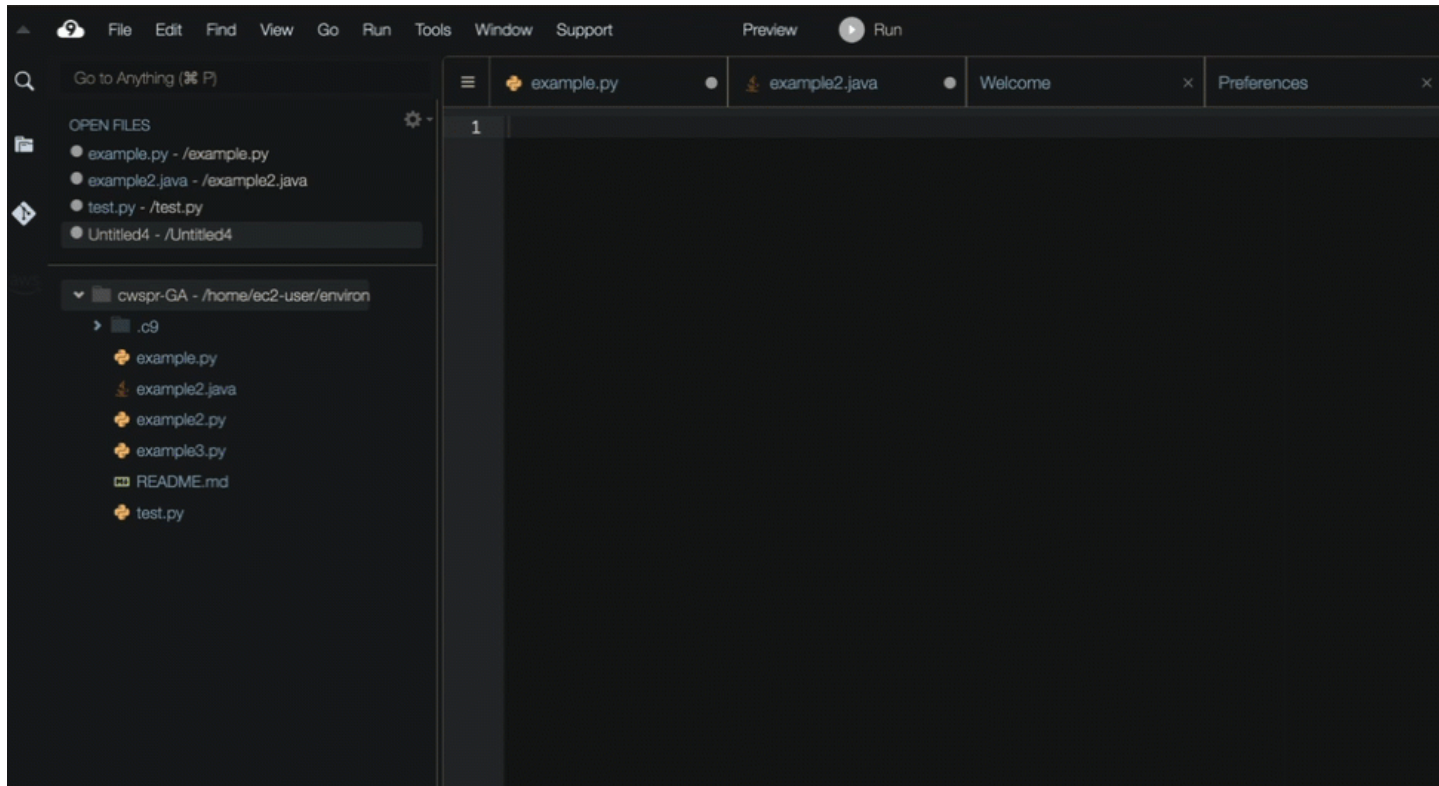 9 File Edit Find View Go Run Tools Window Support Preview Run
Go to Anything (⌘ P)
example.py example2.java Welcome × Preferences ×
OPEN FILES
1
example.py - /example.py
example2.java - /example2.java
test.py - /test.py
Untitled4 - /Untitled4
aws
cwspr-GA - /home/ec2-user/environ
.c9
example.py
example2.java
example2.py
example3.py
README.md
test.py